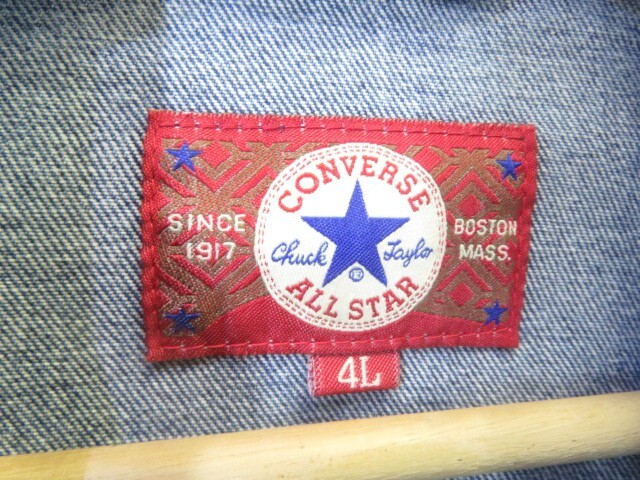 CONVERSE
SINCE
1917
Chuck Taylor
BOSTON
MASS.
ALL STAR
4L